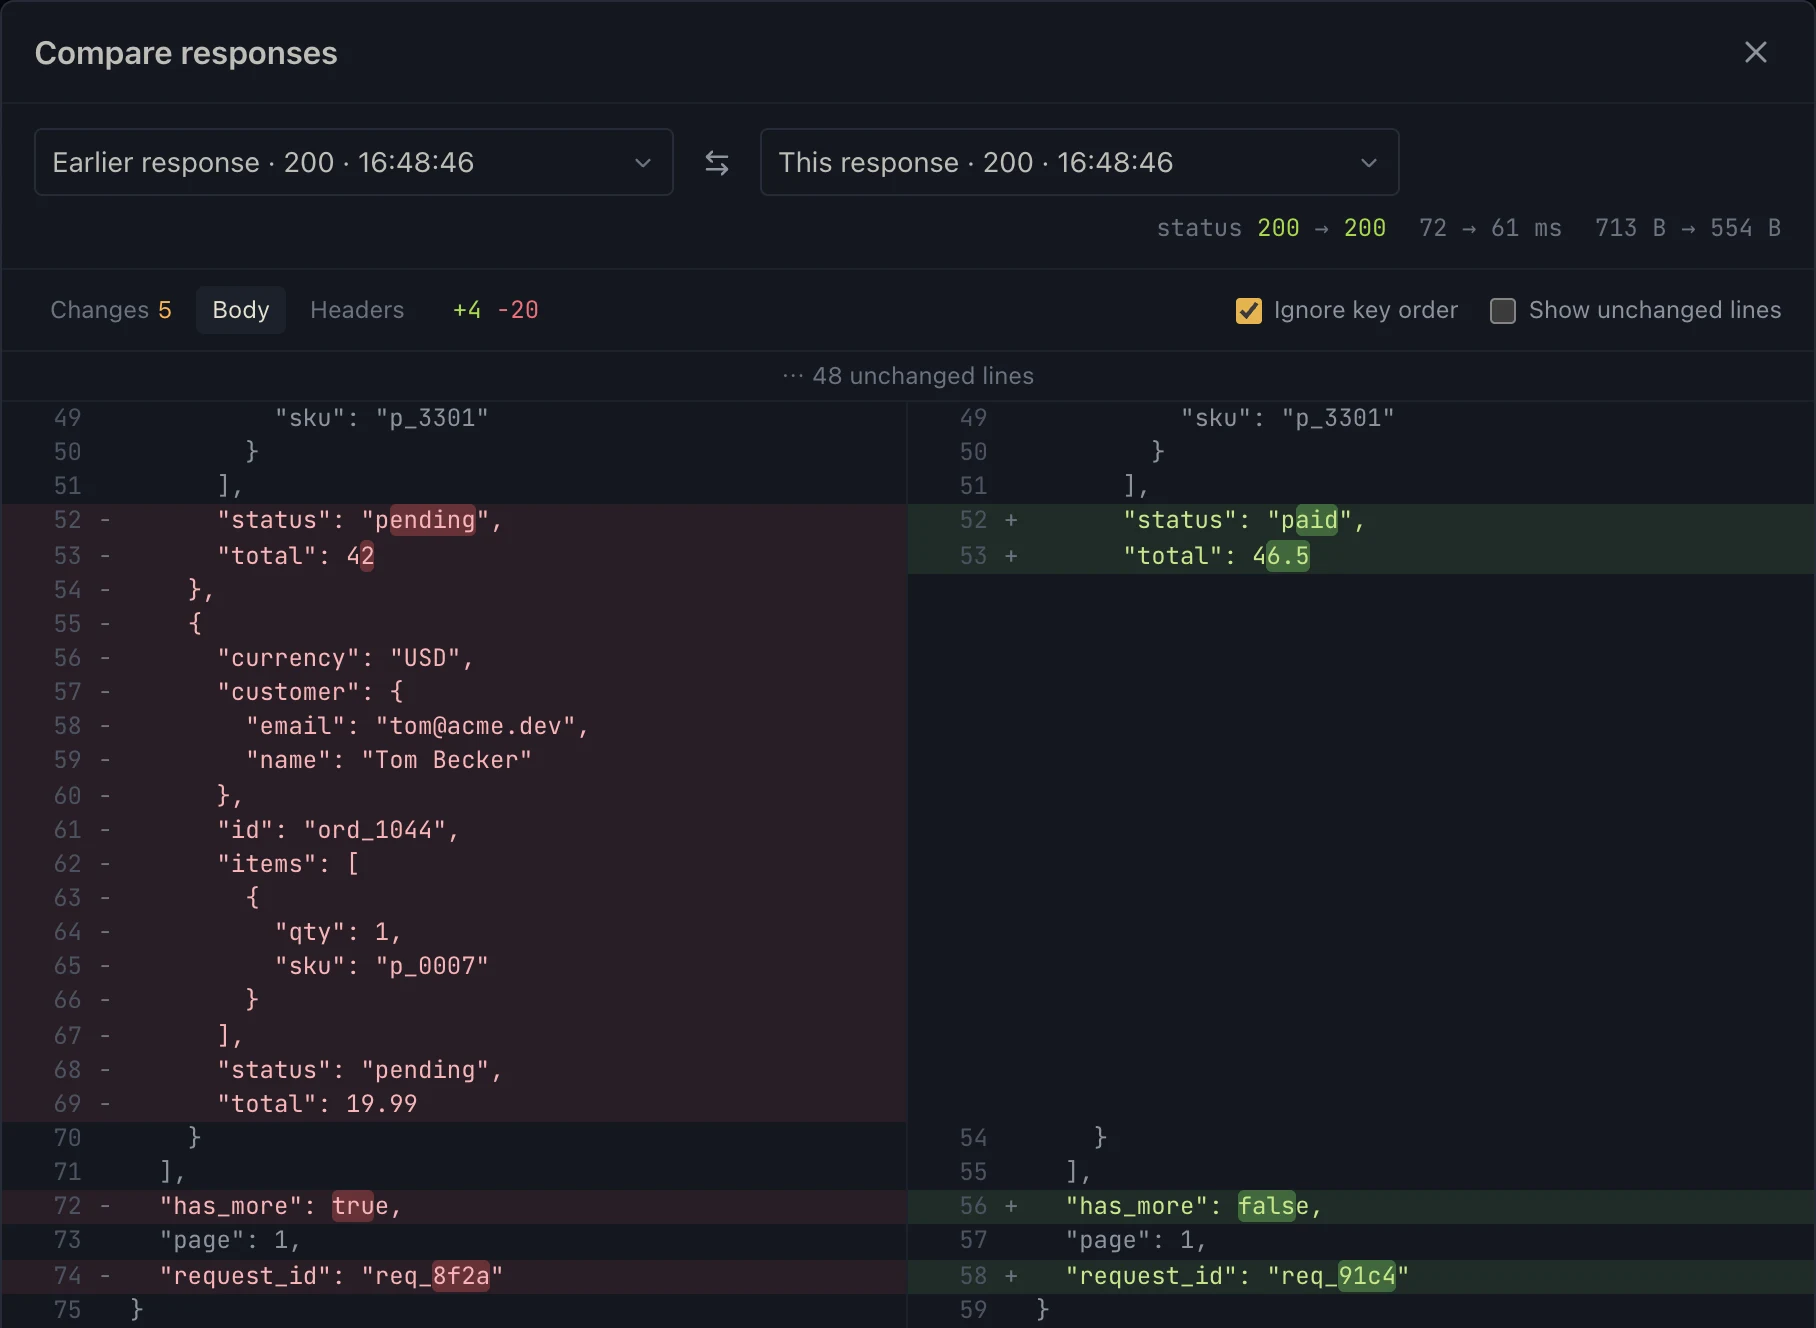 Compare responses
Earlier response · 200 · 16:48:46
This response · 200 · 16:48:46
status 200 → 200 72 → 61 ms 713 B → 554 B
Changes 5 Body Headers +4 -20 Ignore key order Show unchanged lines
··· 48 unchanged lines
49 "sku": "p_3301" 49 "sku": "p_3301"
50 } 50 }
51 ], 51 ],
52 - "status": "pending", 52 + "status": "paid",
53 - "total": 42 53 + "total": 46.5
54 - },
55 - {
56 - "currency": "USD",
57 - "customer": {
58 - "email": "tom@acme.dev",
59 - "name": "Tom Becker"
60 - },
61 - "id": "ord_1044",
62 - "items": [
63 - {
64 - "qty": 1,
65 - "sku": "p_0007"
66 - }
67 - ],
68 - "status": "pending",
69 - "total": 19.99
70 } 54 }
71 ], 55 ],
72 - "has_more": true, 56 + "has_more": false,
73 "page": 1, 57 "page": 1,
74 - "request_id": "req_8f2a" 58 + "request_id": "req_91c4"
75 } 59 }